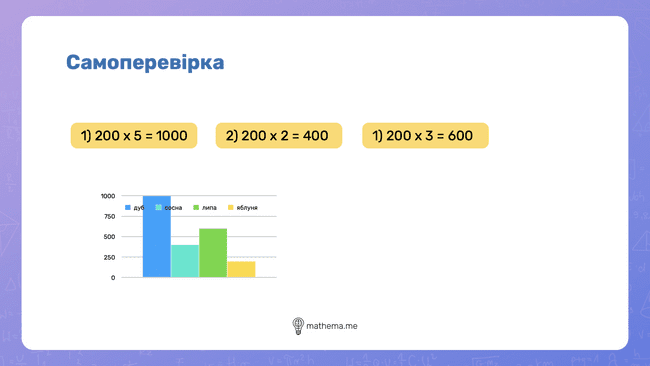 Самоперевірка
1) 200 x 5 = 1000
2) 200 x 2 = 400
1) 200 x 3 = 600
1000
дуб
сосна
липа
яблуня
750
500
250
0
mathema.me